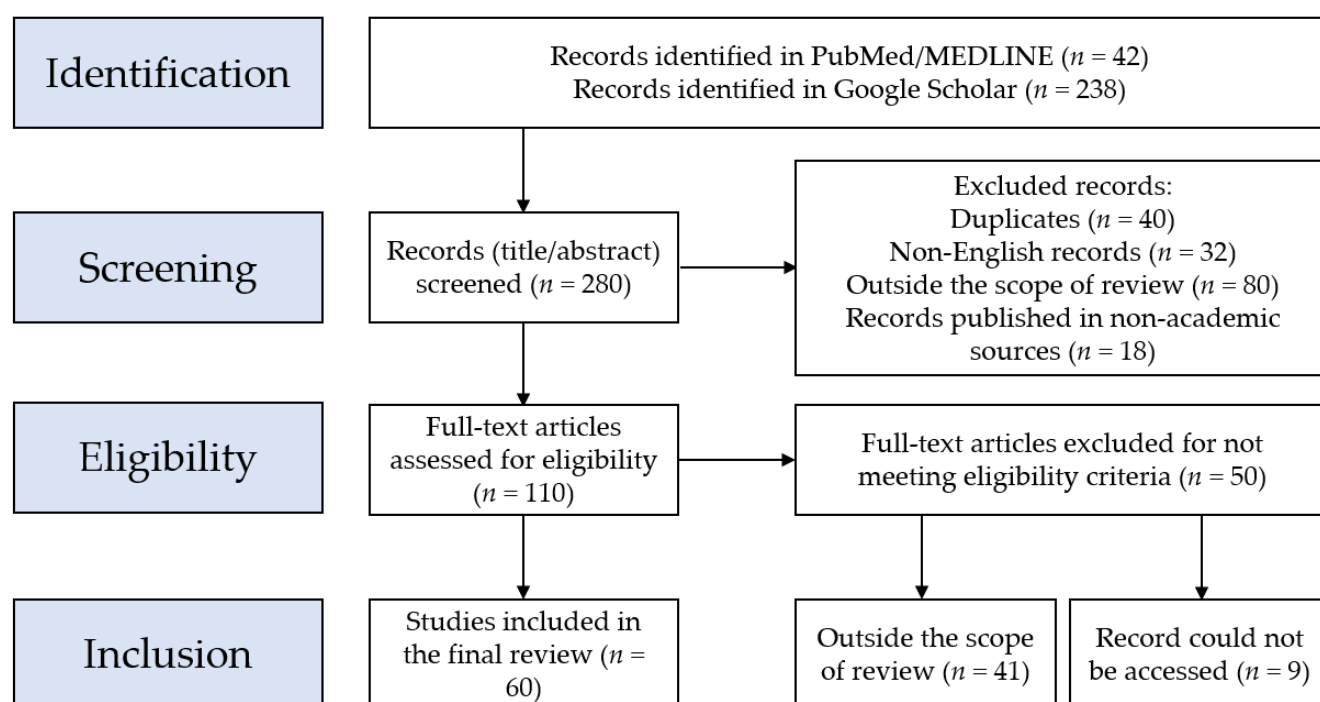 Identification
Records identified in PubMed/MEDLINE (n = 42)
Records identified in Google Scholar (n = 238)
Screening
Records (title/abstract)
screened (n = 280)
Excluded records:
Duplicates (n = 40)
Non-English records (n = 32)
Outside the scope of review (n = 80)
Records published in non-academic
sources (n = 18)
Eligibility
Full-text articles
assessed for eligibility
(n = 110)
Full-text articles excluded for not
meeting eligibility criteria (n = 50)
Inclusion
Studies included in
the final review (n =
60)
Outside the scope
of review (n = 41)
Record could not
be accessed (n = 9)